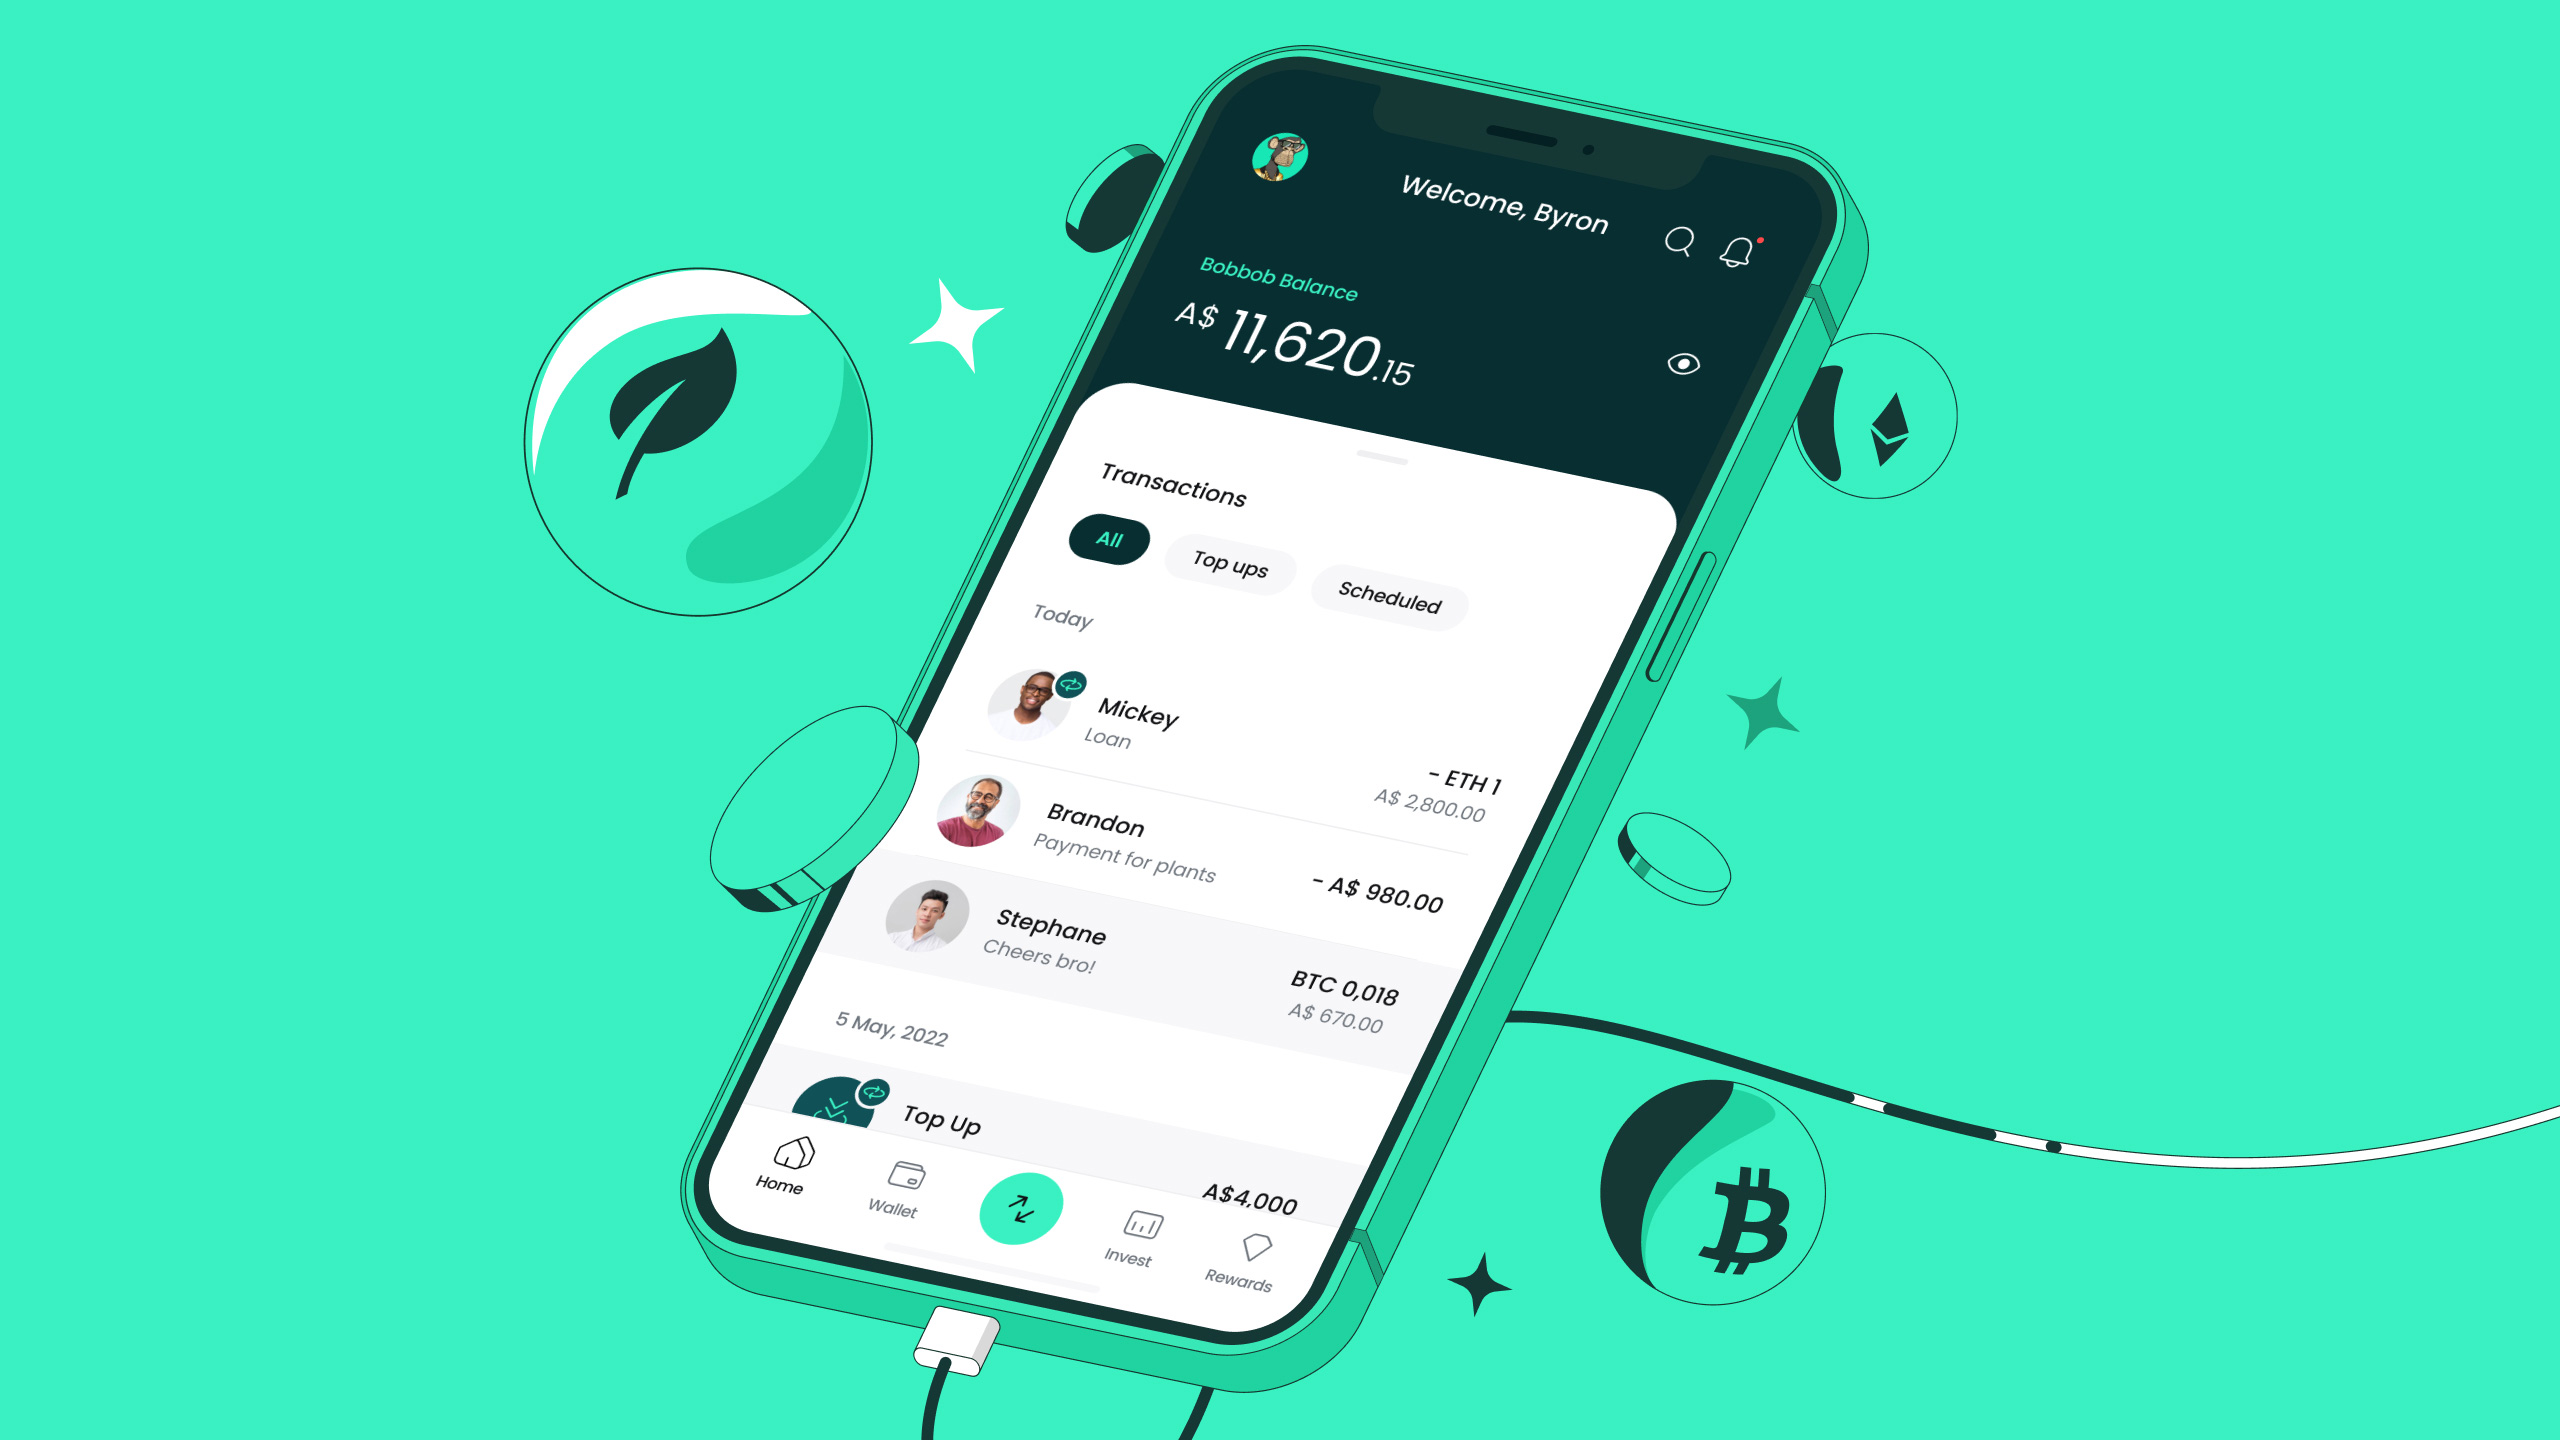 Welcome, Byron
Bobbob Balance
A$ 11,620.15
Transactions
All
Top ups
Scheduled
Today
Mickey
Loan
- ETH 1
A$ 2,800.00
Brandon
Payment for plants
- A$ 980.00
Stephane
Cheers bro!
BTC 0,018
A$ 670.00
5 May, 2022
Top Up
A$4,000
Home
Wallet
Invest
Rewards